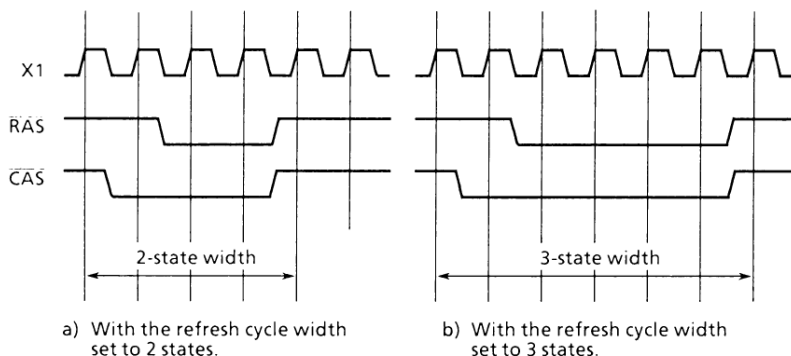 X1
RAS
CAS
2-state width
3-state width
a) With the refresh cycle width
set to 2 states.
b) With the refresh cycle width
set to 3 states.